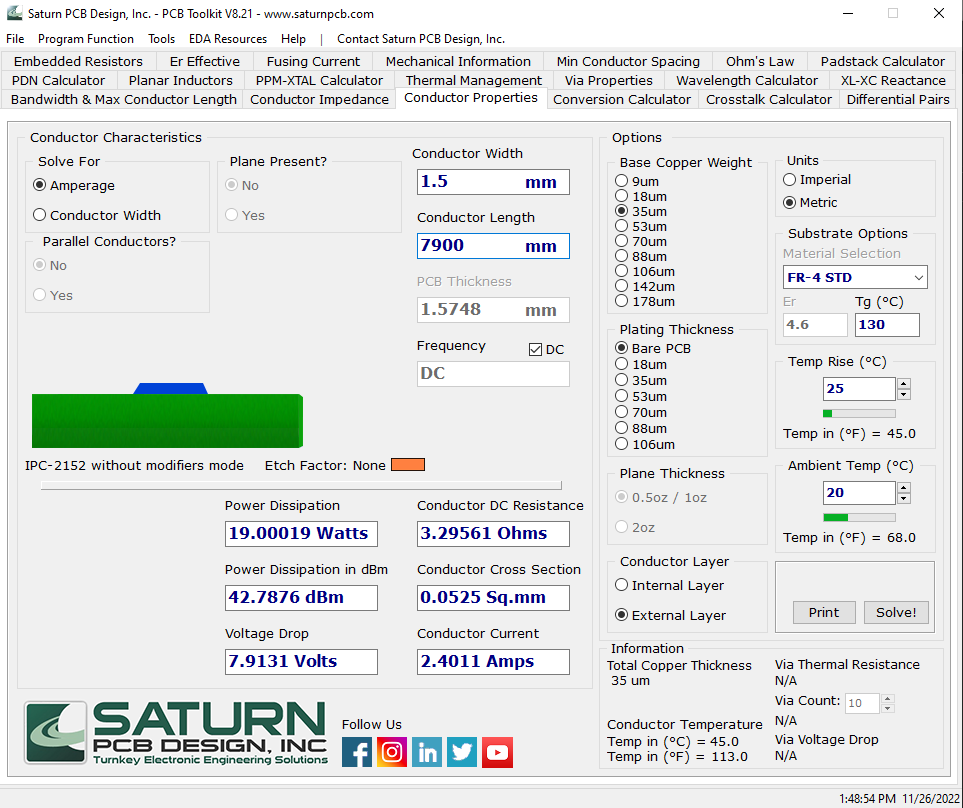 Saturn PCB Design, Inc. - PCB Toolkit V8.21 - www.saturnpcb.com
File Program Function Tools EDA Resources Help | Contact Saturn PCB Design, Inc.
Embedded Resistors Er Effective Fusing Current Mechanical Information Min Conductor Spacing Ohm's Law Padstack Calculator
PDN Calculator Planar Inductors PPM-XTAL Calculator Thermal Management Via Properties Wavelength Calculator XL-XC Reactance
Bandwidth & Max Conductor Length Conductor Impedance Conductor Properties Conversion Calculator Crosstalk Calculator Differential Pairs
Conductor Characteristics
Solve For
Amperage
Conductor Width
Plane Present?
No
Yes
Parallel Conductors?
No
Yes
Conductor Width
1.5 mm
Conductor Length
7900 mm
PCB Thickness
1.5748 mm
Frequency DC
DC
IPC-2152 without modifiers mode Etch Factor: None
Power Dissipation
19.00019 Watts
Power Dissipation in dBm
42.7876 dBm
Voltage Drop
7.9131 Volts
Conductor DC Resistance
3.29561 Ohms
Conductor Cross Section
0.0525 Sq.mm
Conductor Current
2.4011 Amps
Options
Base Copper Weight
9um
18um
35um
53um
70um
88um
106um
142um
178um
Plating Thickness
Bare PCB
18um
35um
53um
70um
88um
106um
Plane Thickness
0.5oz / 1oz
2oz
Conductor Layer
Internal Layer
External Layer
Units
Imperial
Metric
Substrate Options
Material Selection
FR-4 STD
Er Tg (°C)
4.6 130
Temp Rise (°C)
25
Temp in (°F) = 45.0
Ambient Temp (°C)
20
Temp in (°F) = 68.0
Print Solve!
Information
Total Copper Thickness
35 um
Conductor Temperature
Temp in (°C) = 45.0
Temp in (°F) = 113.0
Via Thermal Resistance
N/A
Via Count: 10
N/A
Via Voltage Drop
N/A
SATURN
PCB DESIGN, INC
Turnkey Electronic Engineering Solutions
Follow Us
f in
1:48:54 PM 11/26/2022